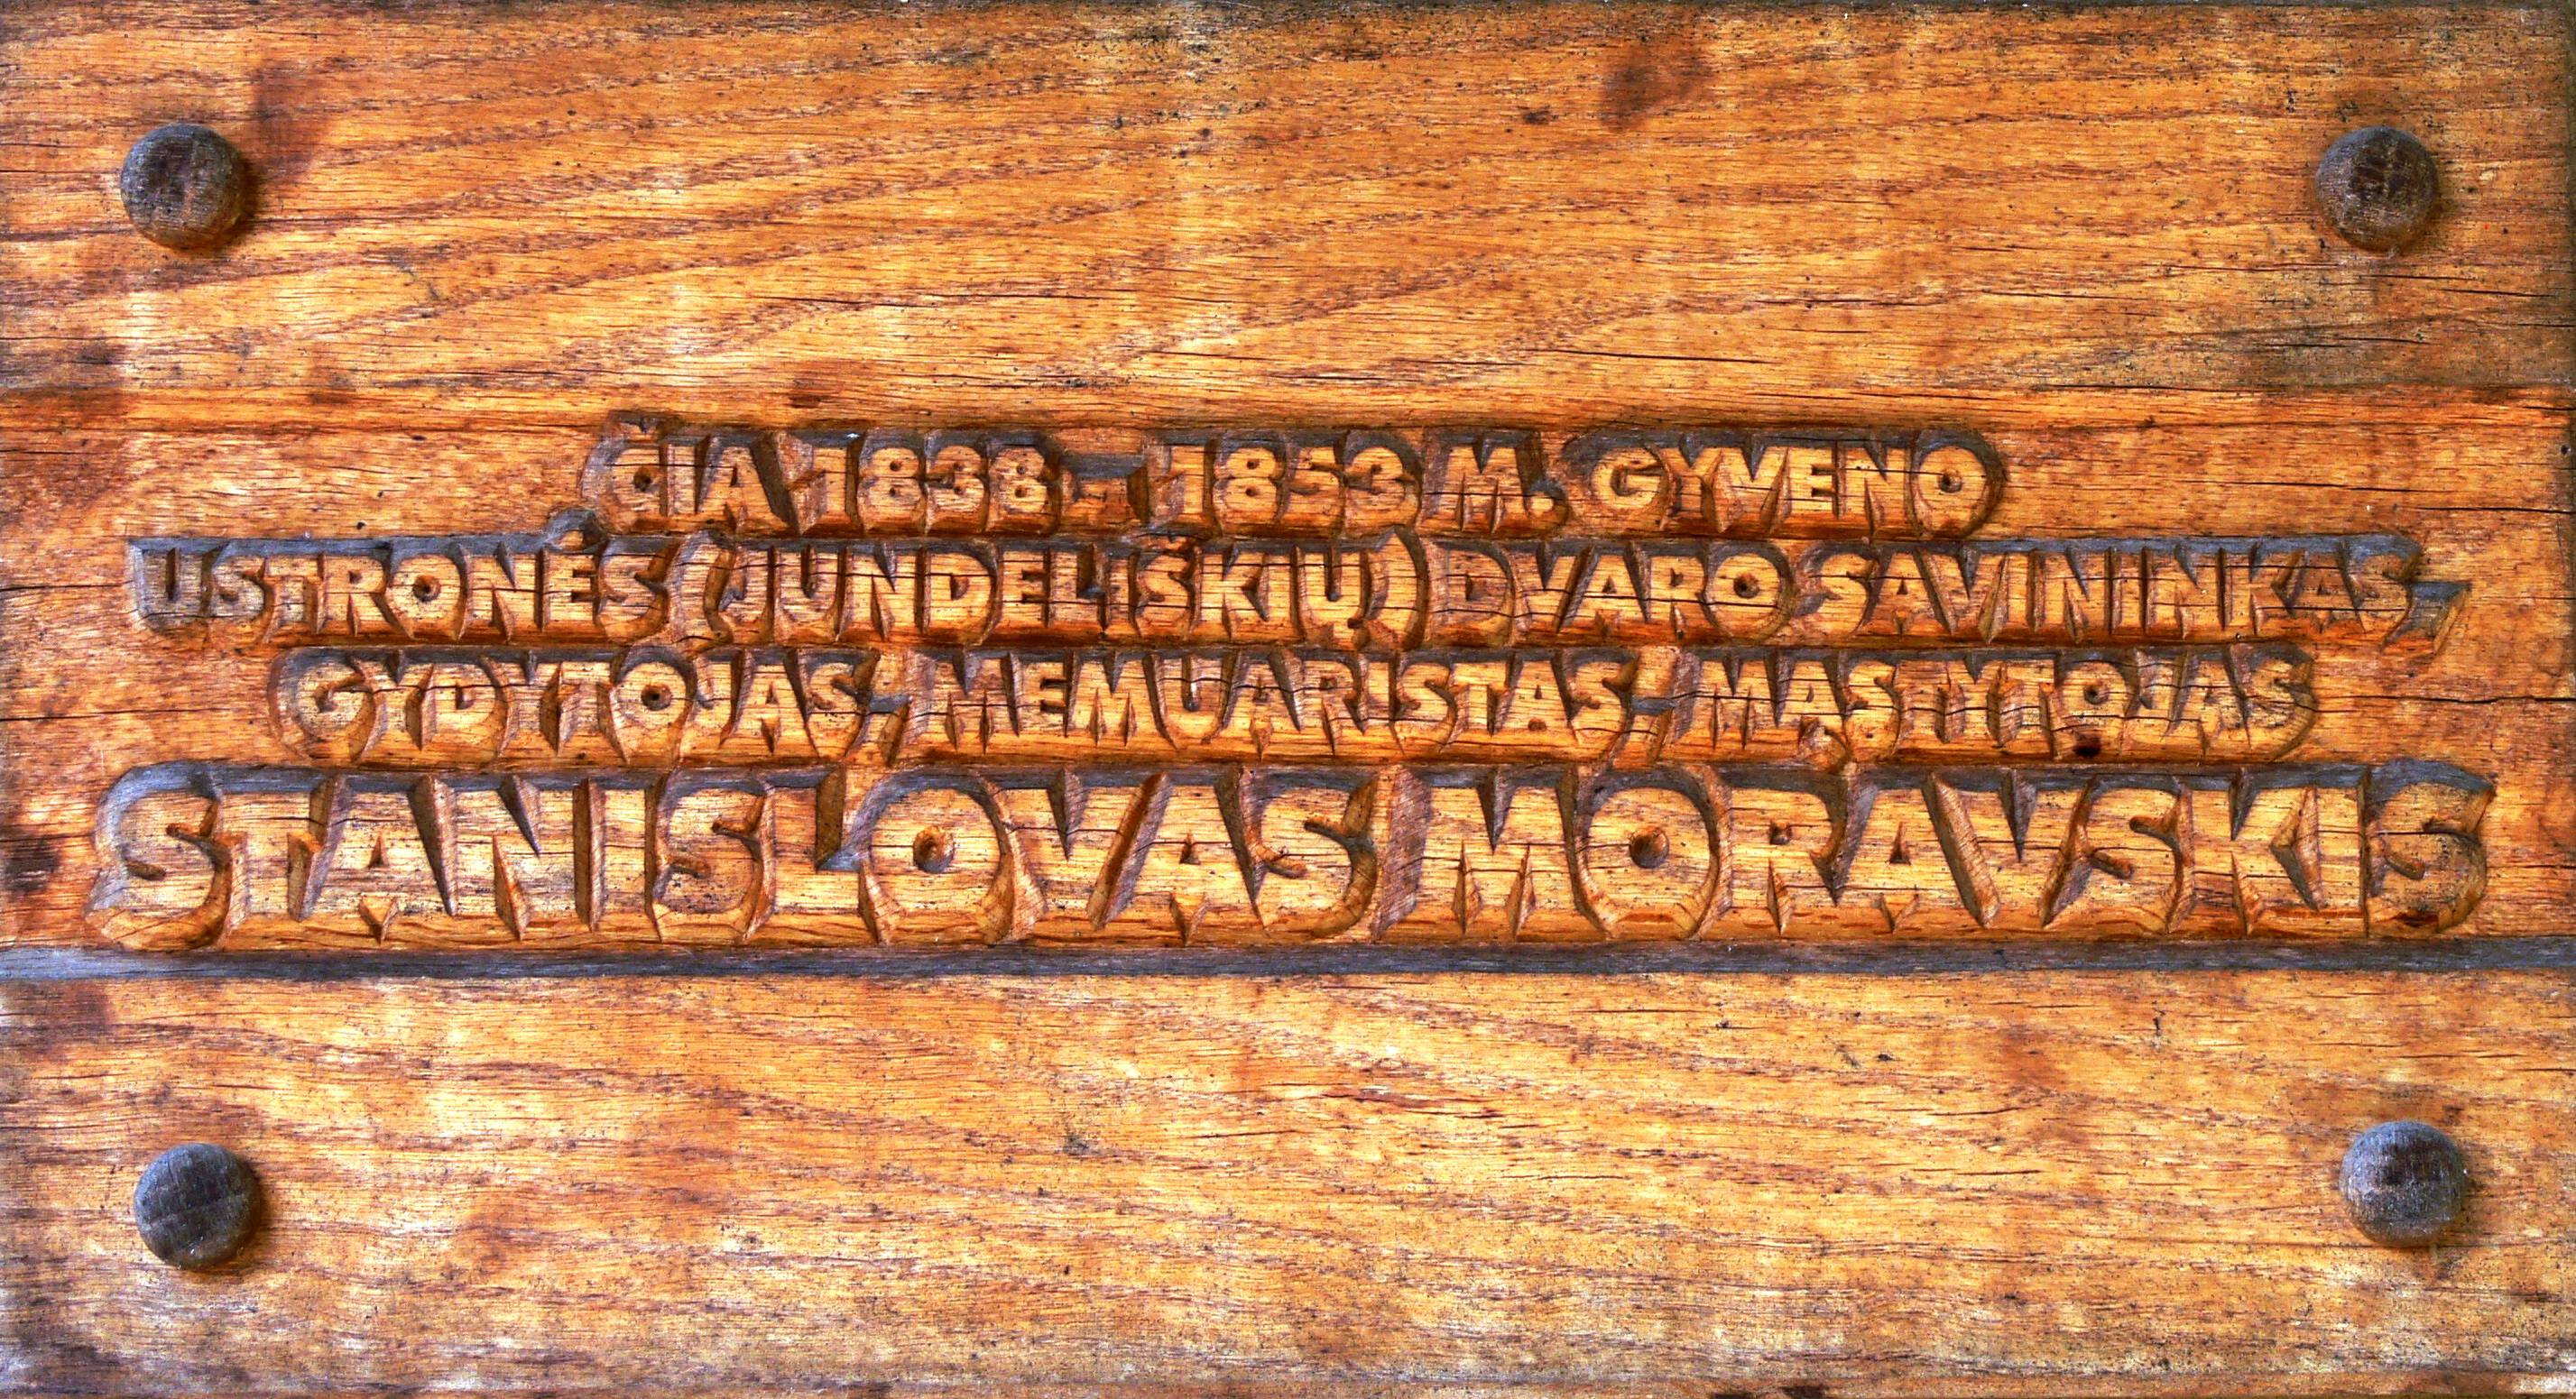 ČIA 1838 - 1853 M. GYVENO
USTRONĖS (JUNDELIŠKIŲ) DVARO SAVININKAS,
GYDYTOJAS, MEMUARISTAS, MĄSTYTOJAS
STANISLOVAS MORAVSKIS